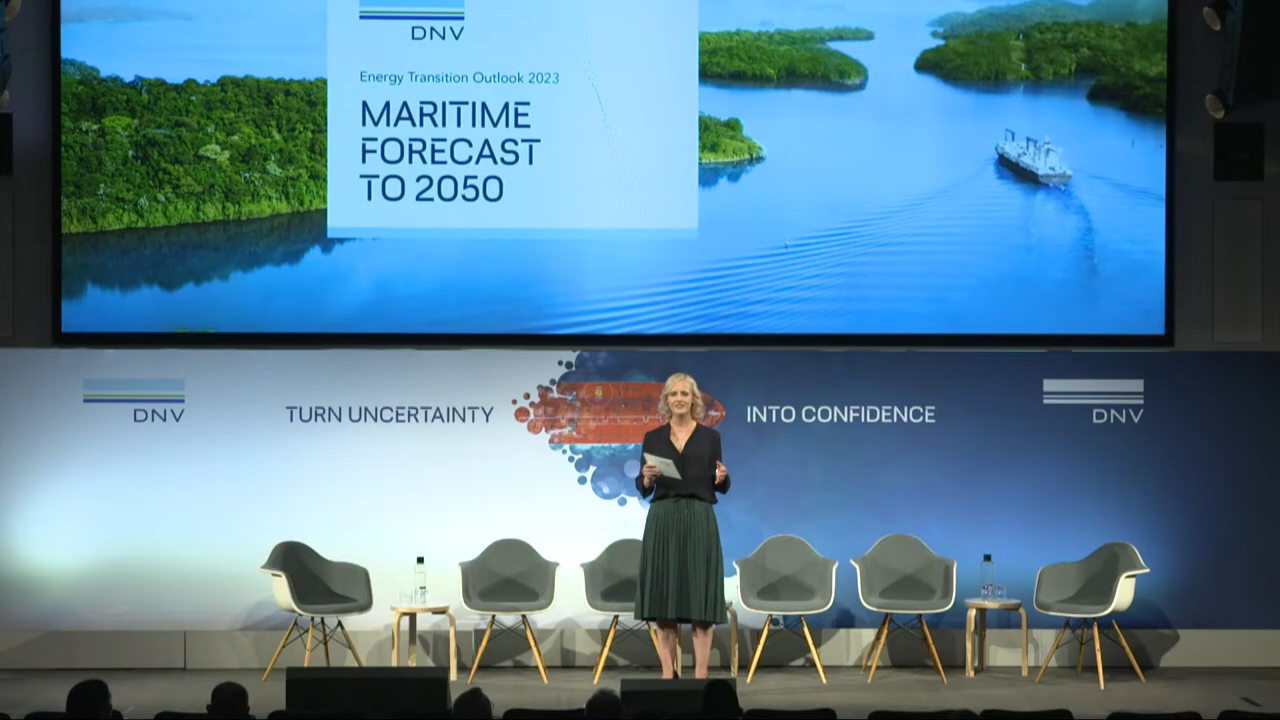 DNV
Energy Transition Outlook 2023
MARITIME
FORECAST
TO 2050
DNV
TURN UNCERTAINTY
INTO CONFIDENCE
DNV